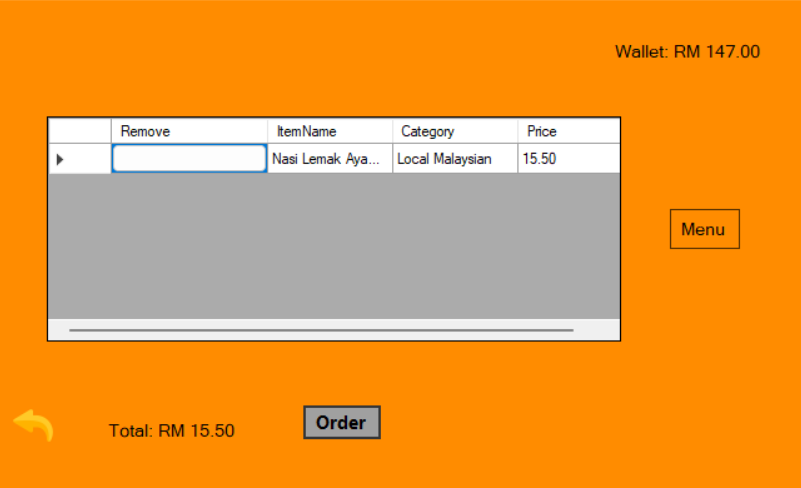 Wallet: RM 147.00
Remove ItemName Category Price
Nasi Lemak Aya... Local Malaysian 15.50
Menu
Order
Total: RM 15.50